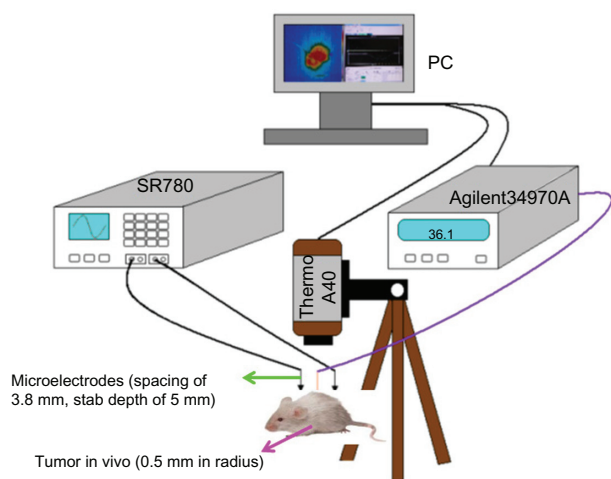 PC
SR780
Agilent34970A
36.1
Thermo
A40
Microelectrodes (spacing of
3.8 mm, stab depth of 5 mm)
Tumor in vivo (0.5 mm in radius)